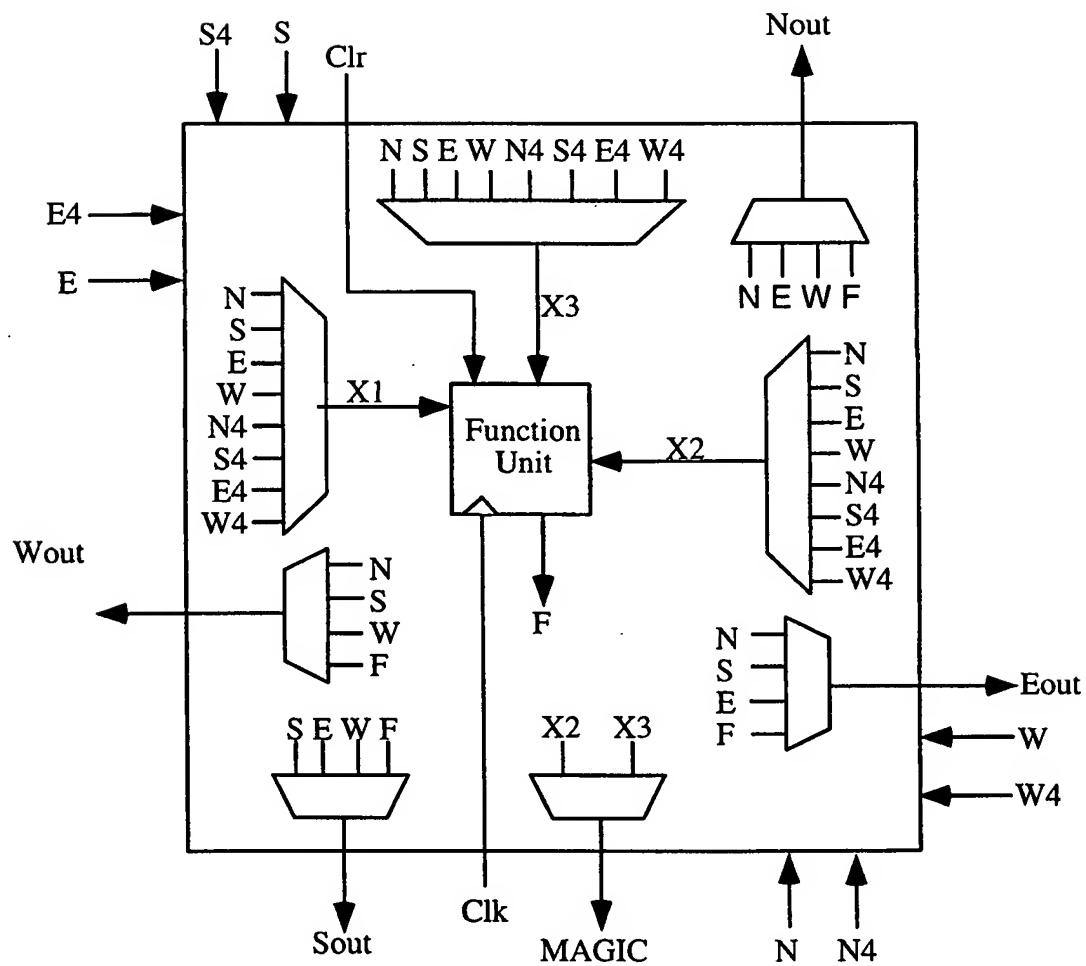 S4
S
Clr
Nout
N S E W N4 S4 E4 W4
E4
E
N E W F
X3
N
S
E
W
N4
S4
E4
W4
X1
Function
Unit
X2
N
S
E
W
N4
S4
E4
W4
Wout
N
S
W
F
F
N
S
E
F
Eout
W
W4
S E W F
X2 X3
Sout
Clk
MAGIC
N
N4